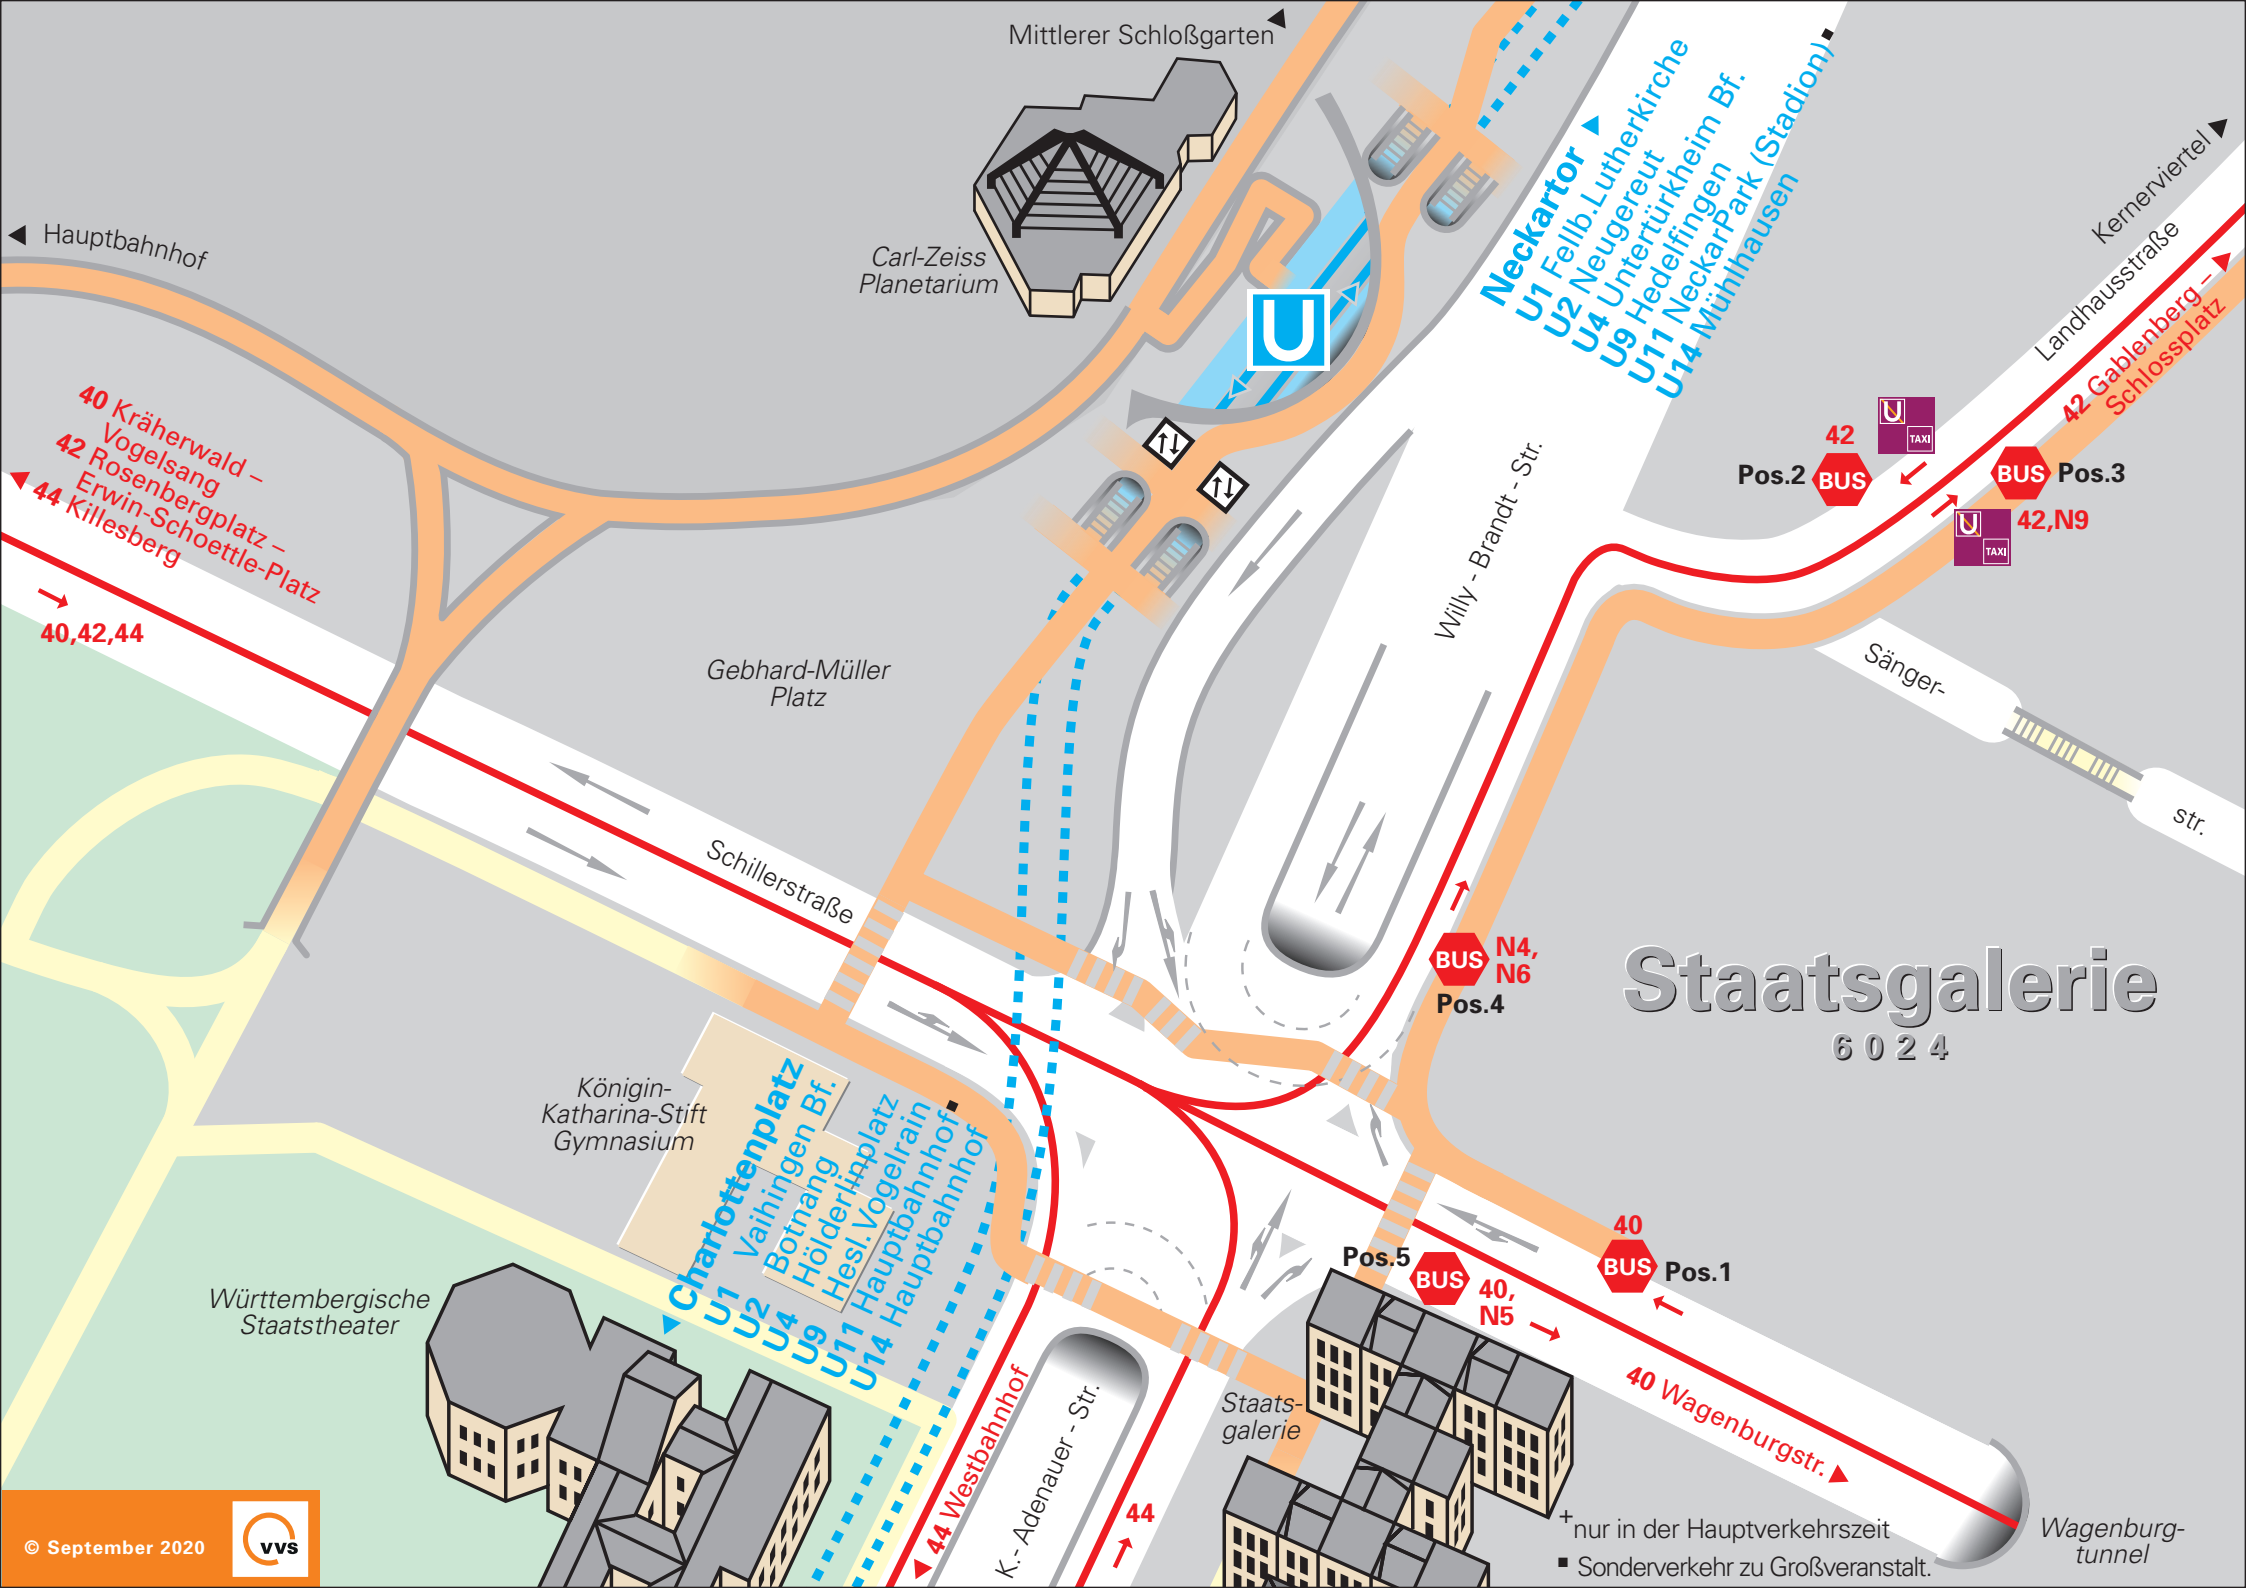 Mittlerer Schloßgarten
Hauptbahnhof
Carl-Zeiss
Planetarium
U
Neckartor
U1 Fellb.Lutherkirche
U2 Neugereut
U4 Untertürkheim Bf.
U9 Hedelfingen
U11 NeckarPark (Stadion)
U14 Mühlhausen
Kernerviertel
Landhausstraße
42 Gablenberg –
Schlossplatz
40 Kräherwald –
Vogelsang
42 Rosenbergplatz –
Erwin-Schoettle-Platz
44 Killesberg
40,42,44
42
Pos.2
BUS
U
TAXI
BUS
Pos.3
42,N9
U
TAXI
Willy - Brandt - Str.
Gebhard-Müller
Platz
Sänger-
str.
Schillerstraße
BUS
N4,
N6
Pos.4
Staatsgalerie
6024
Königin-
Katharina-Stift
Gymnasium
Charlottenplatz
U1 Vaihingen Bf.
U2 Botnang
U4 Hölderlinplatz
U9 Hesl.Vogelrain
U11 Hauptbahnhof
U14 Hauptbahnhof
40
BUS
Pos.1
Pos.5
BUS
40,
N5
Württembergische
Staatstheater
40 Wagenburgstr.
Staats-
galerie
44 Westbahnhof
K.- Adenauer - Str.
44
+nur in der Hauptverkehrszeit
Sonderverkehr zu Großveranstalt.
Wagenburg-
tunnel
© September 2020
vvs